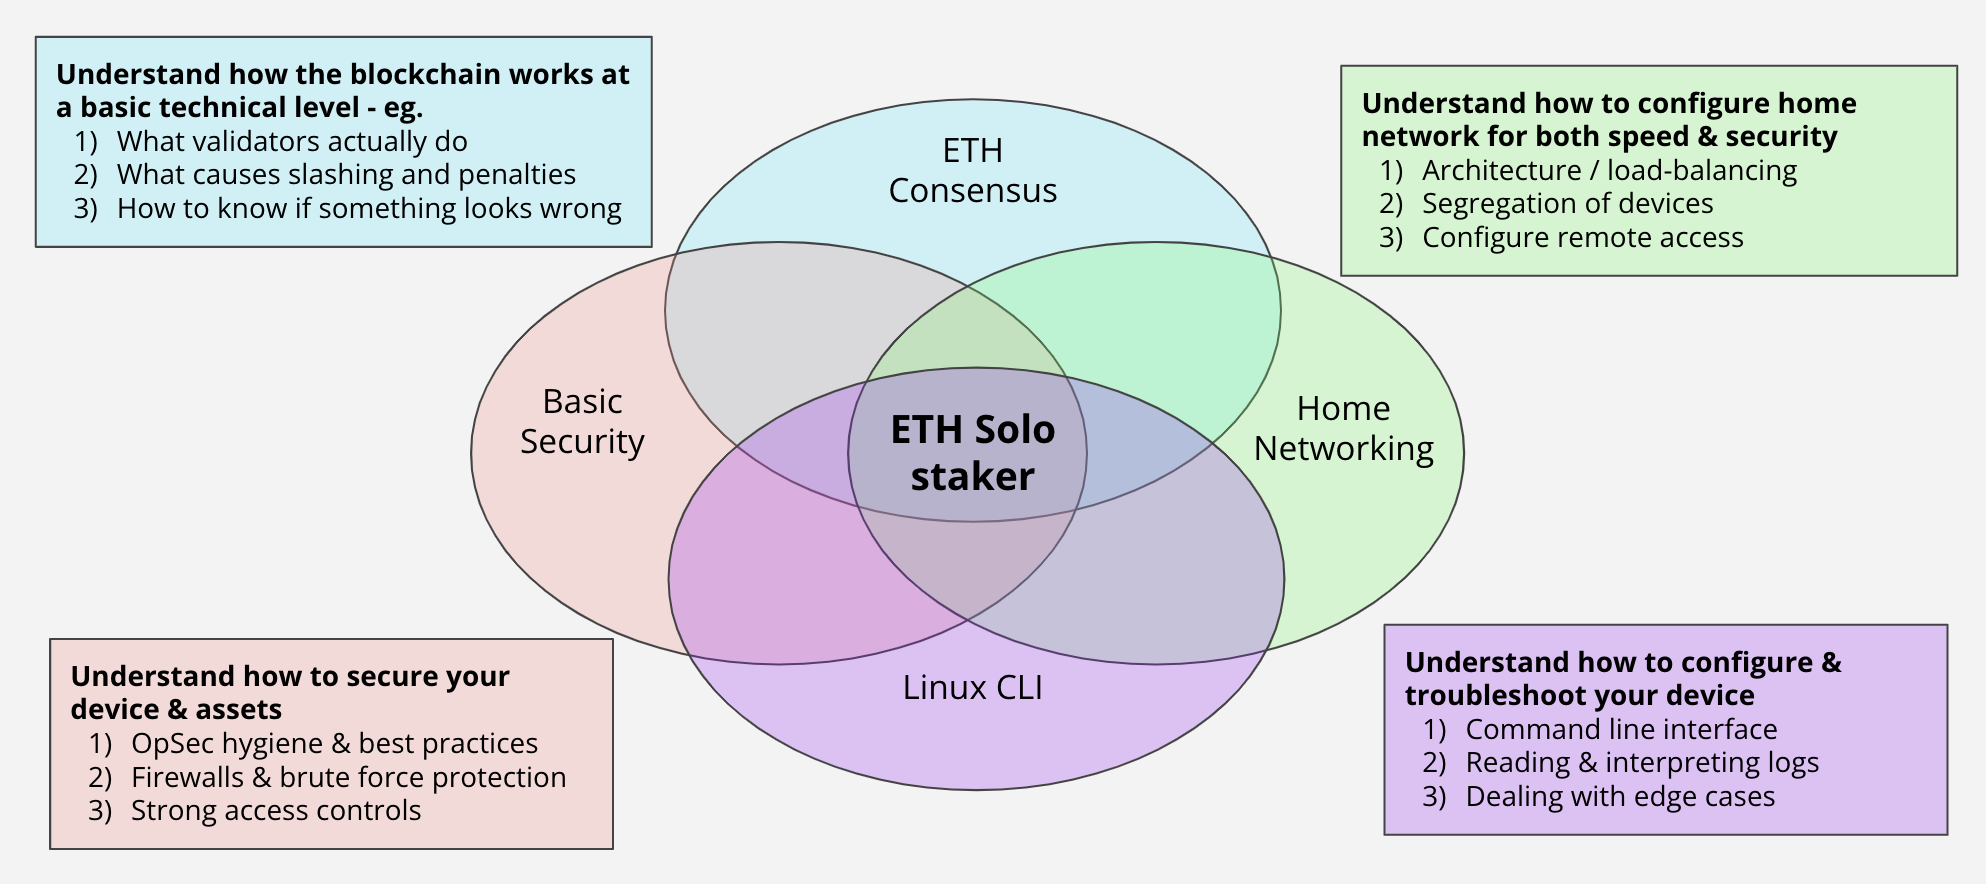 Understand how the blockchain works at
a basic technical level - eg.
1) What validators actually do
2) What causes slashing and penalties
3) How to know if something looks wrong
Understand how to configure home
network for both speed & security
1) Architecture / load-balancing
2) Segregation of devices
3) Configure remote access
ETH
Consensus
Basic
Security
ETH Solo
staker
Home
Networking
Linux CLI
Understand how to secure your
device & assets
1) OpSec hygiene & best practices
2) Firewalls & brute force protection
3) Strong access controls
Understand how to configure &
troubleshoot your device
1) Command line interface
2) Reading & interpreting logs
3) Dealing with edge cases